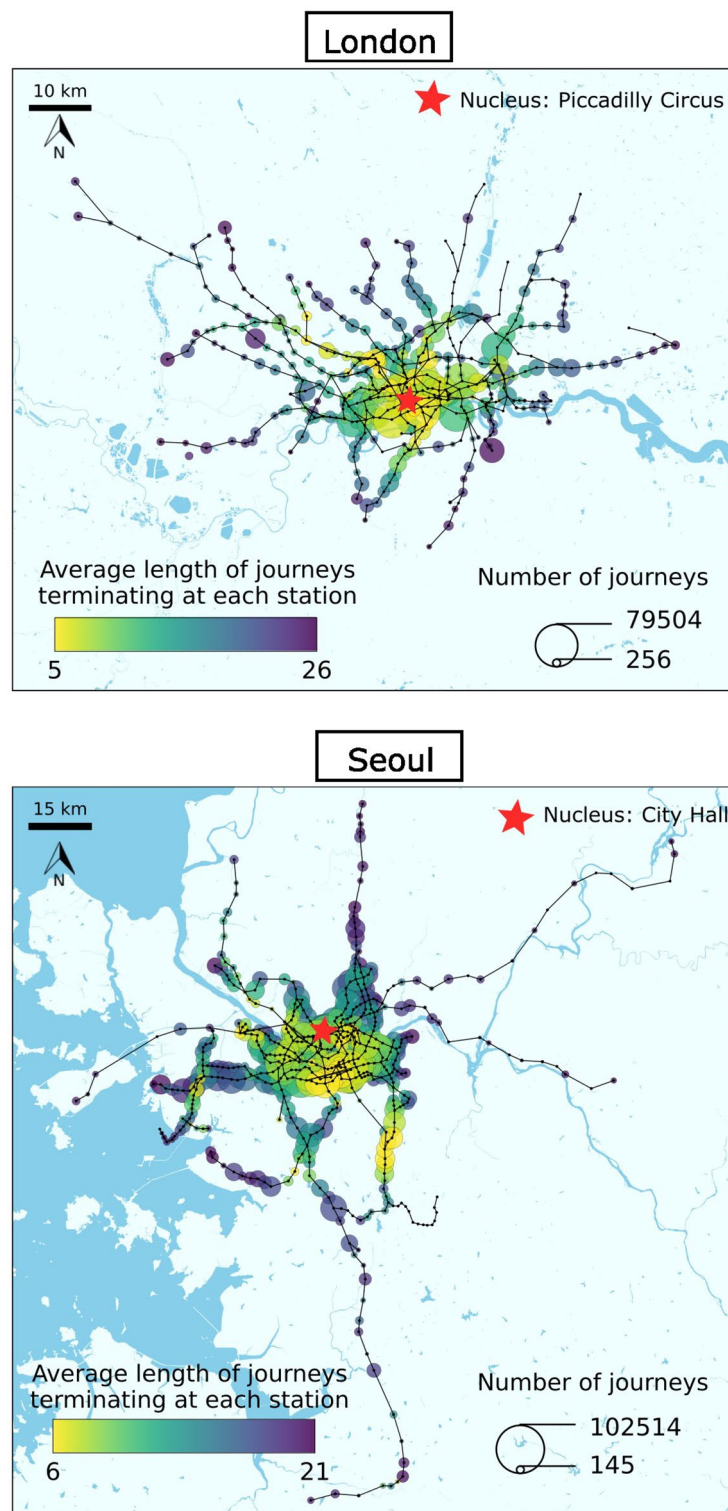 London
10 km
Nucleus: Piccadilly Circus
N
Average length of journeys
terminating at each station
5 26
Number of journeys
79504
256
Seoul
15 km
Nucleus: City Hall
N
Average length of journeys
terminating at each station
6 21
Number of journeys
102514
145